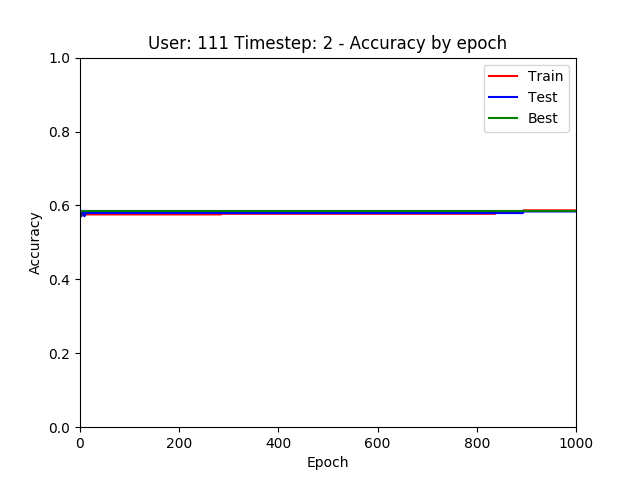 User: 111 Timestep: 2 - Accuracy by epoch
1.0
0.8
0.6
0.4
0.2
0.0
Accuracy
Train
Test
Best
0 200 400 600 800 1000
Epoch